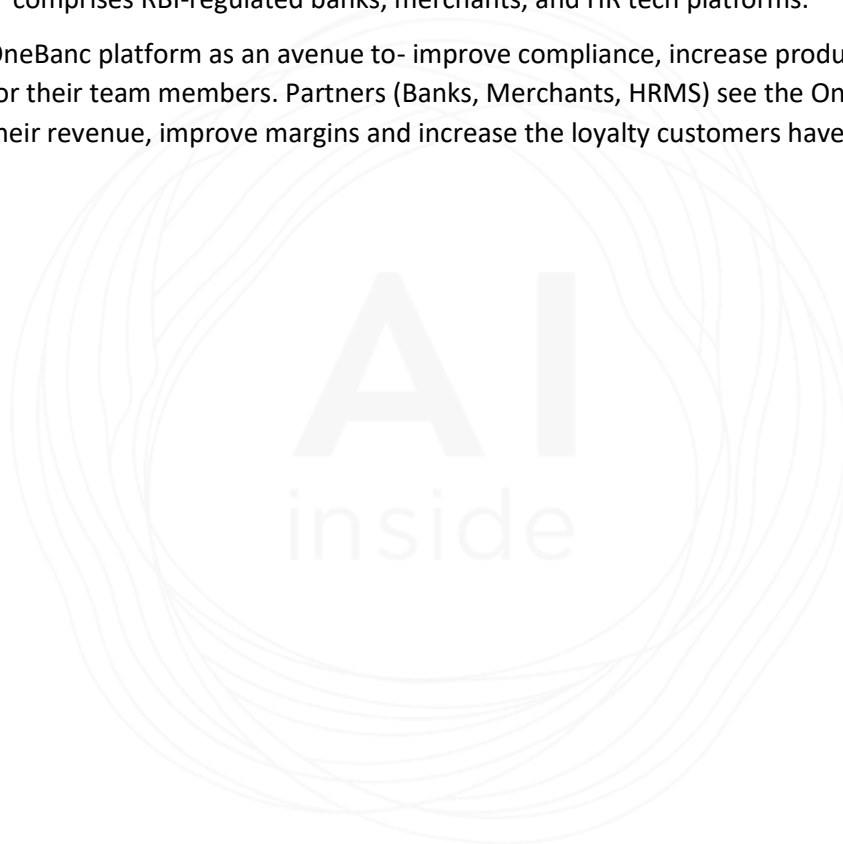 comprises RBI-regulated banks, merchants, and HR tech platforms.
OneBanc platform as an avenue to- improve compliance, increase produ
or their team members. Partners (Banks, Merchants, HRMS) see the On
heir revenue, improve margins and increase the loyalty customers have
AI
inside